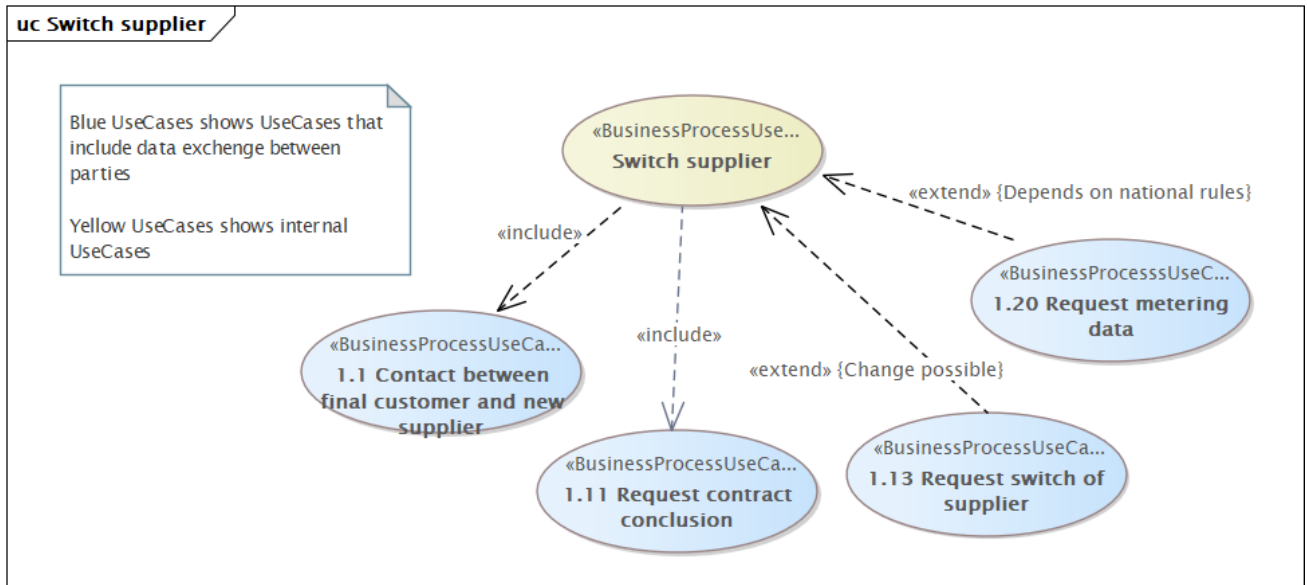 uc Switch supplier
Blue UseCases shows UseCases that
include data exchenge between
parties
Yellow UseCases shows internal
UseCases
«BusinessProcessUse...
Switch supplier
«extend» {Depends on national rules}
«include»
«BusinessProcesssUseC...
1.20 Request metering
data
«include»
«BusinessProcessUseCa...
1.1 Contact between
final customer and new
supplier
«extend» {Change possible}
«BusinessProcessUseCa...
1.11 Request contract
conclusion
«BusinessProcessUseCa...
1.13 Request switch of
supplier